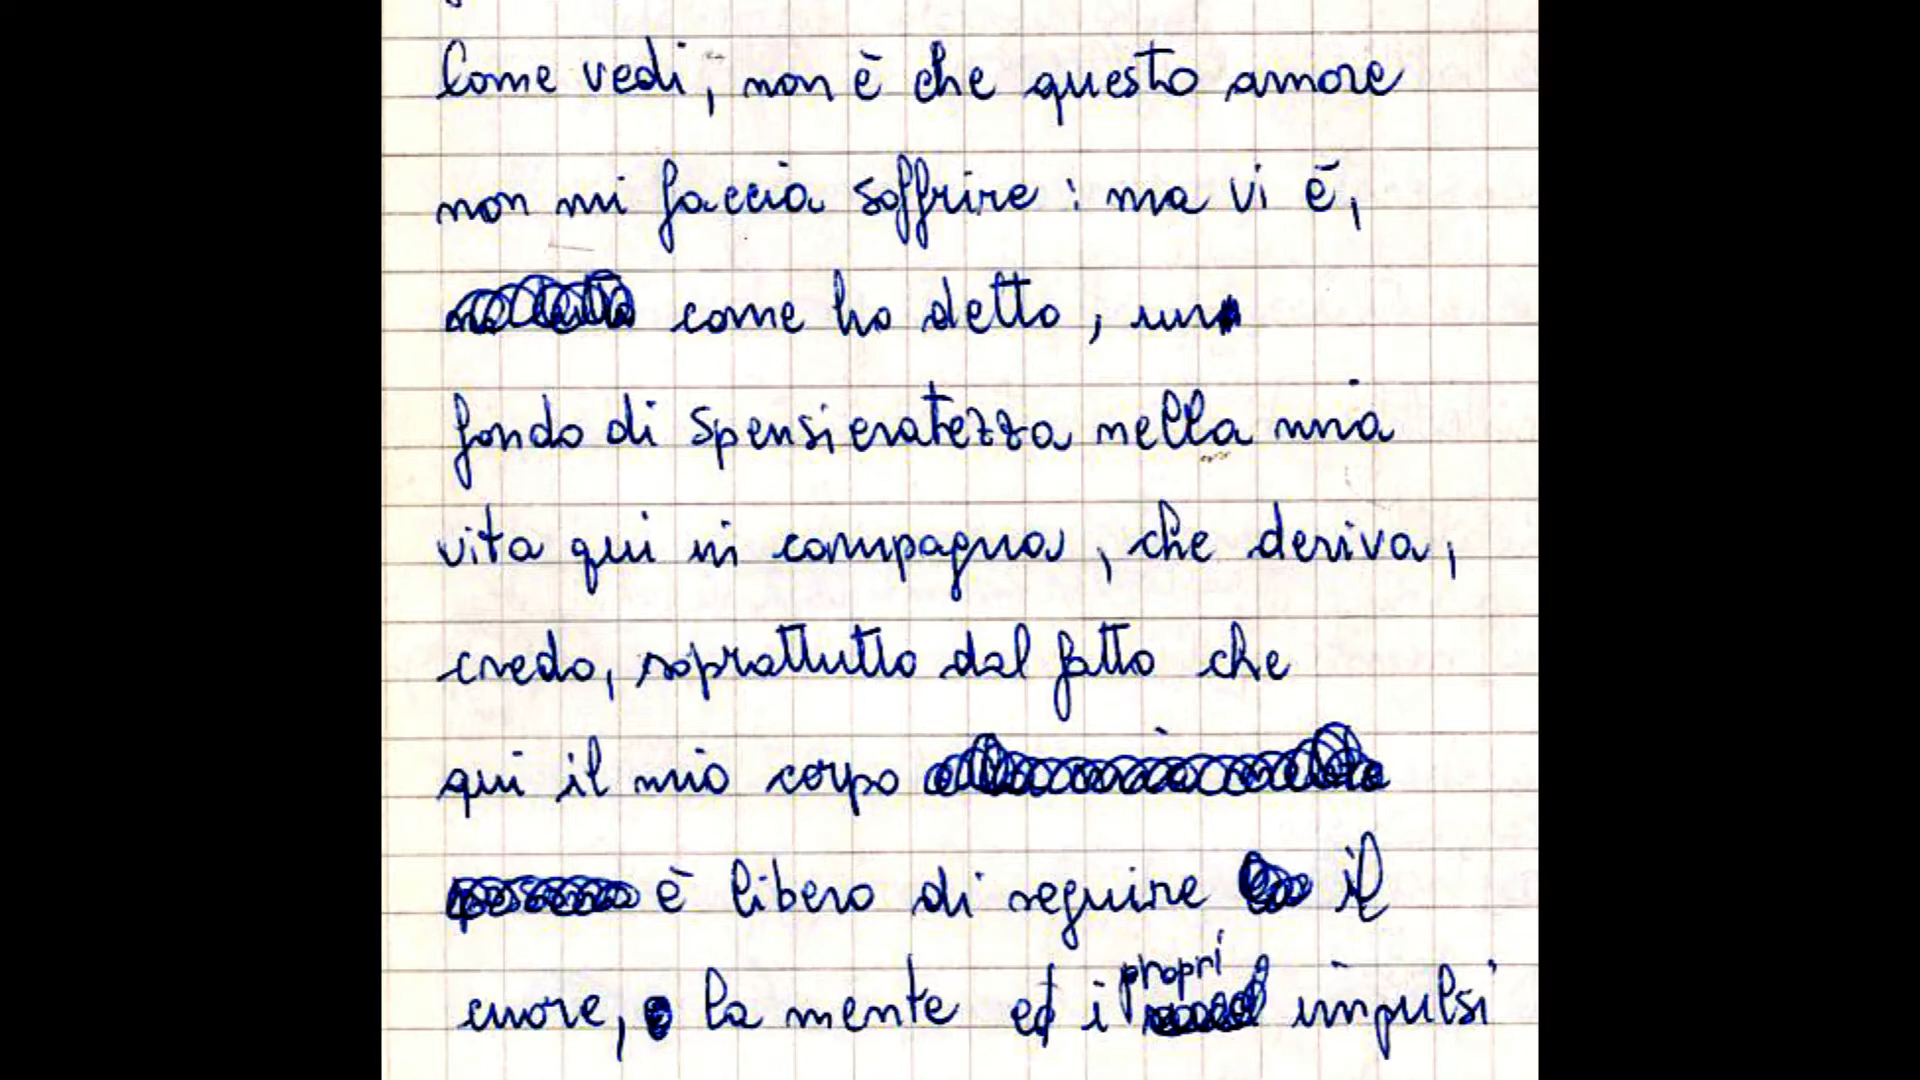 Come vedi, non è che questo amore
non mi faccia soffrire: ma vi è,
come ho detto, un
fondo di spensieratezza nella mia
vita qui in campagna, che deriva,
credo, soprattutto dal fatto che
qui il mio corpo
è libero di seguire il
cuore, la mente ed i propri impulsi